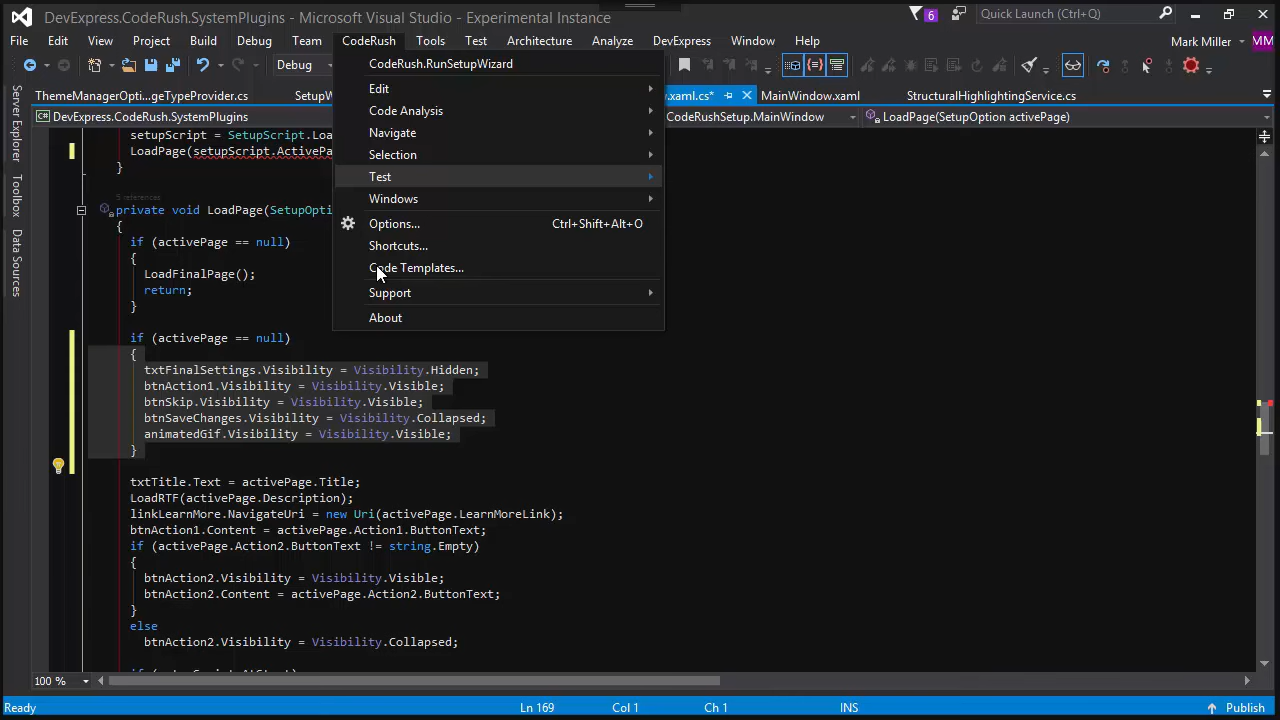 DevExpress.CodeRush.SystemPlugins - Microsoft Visual Studio - Experimental Instance
6
Quick Launch (Ctrl+Q)
File Edit View Project Build Debug Team CodeRush Tools Test Architecture Analyze DevExpress Window Help Mark Miller MM
Debug
ThemeManagerOpti...geTypeProvider.cs SetupW .xaml.cs* MainWindow.xaml StructuralHighlightingService.cs
C# DevExpress.CodeRush.SystemPlugins CodeRushSetup.MainWindow LoadPage(SetupOption activePage)
Server Explorer
Toolbox
Data Sources
CodeRush.RunSetupWizard
Edit
Code Analysis
Navigate
Selection
Test
Windows
Options... Ctrl+Shift+Alt+O
Shortcuts...
Code Templates...
Support
About
setupScript = SetupScript.Loa
LoadPage(setupScript.ActivePa
}
5 references
private void LoadPage(SetupOpti
{
if (activePage == null)
{
LoadFinalPage();
return;
}
if (activePage == null)
{
txtFinalSettings.Visibility = Visibility.Hidden;
btnAction1.Visibility = Visibility.Visible;
btnSkip.Visibility = Visibility.Visible;
btnSaveChanges.Visibility = Visibility.Collapsed;
animatedGif.Visibility = Visibility.Visible;
}
txtTitle.Text = activePage.Title;
LoadRTF(activePage.Description);
linkLearnMore.NavigateUri = new Uri(activePage.LearnMoreLink);
btnAction1.Content = activePage.Action1.ButtonText;
if (activePage.Action2.ButtonText != string.Empty)
{
btnAction2.Visibility = Visibility.Visible;
btnAction2.Content = activePage.Action2.ButtonText;
}
else
btnAction2.Visibility = Visibility.Collapsed;
100 %
Ready Ln 169 Col 1 Ch 1 INS Publish